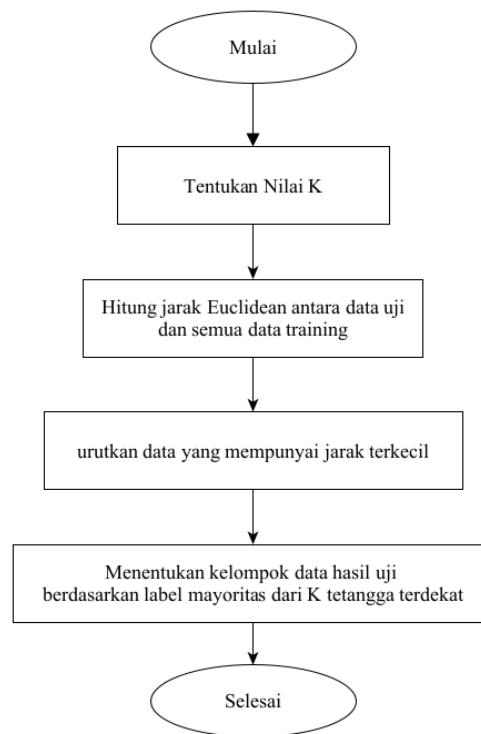 Mulai
Tentukan Nilai K
Hitung jarak Euclidean antara data uji
dan semua data training
urutkan data yang mempunyai jarak terkecil
Menentukan kelompok data hasil uji
berdasarkan label mayoritas dari K tetangga terdekat
Selesai